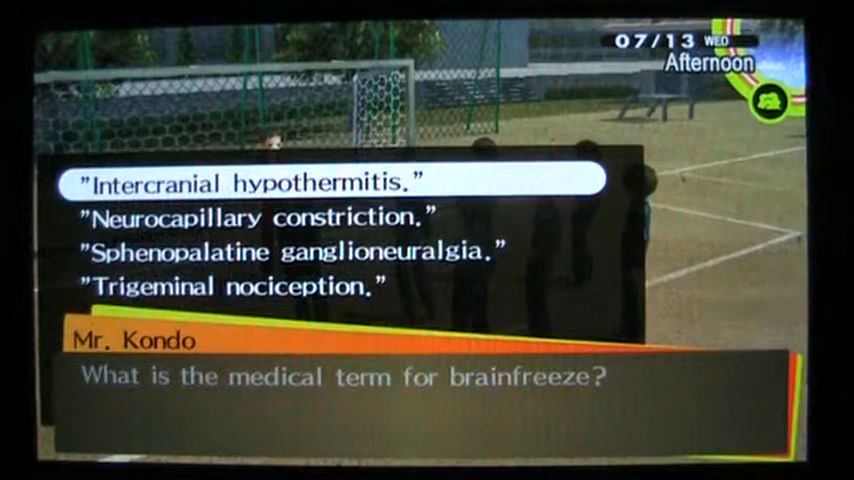 07/13 WED
Afternoon
"Intercranial hypothermitis."
"Neurocapillary constriction."
"Sphenopalatine ganglioneuralgia."
"Trigeminal nociception."
Mr. Kondo
What is the medical term for brainfreeze?